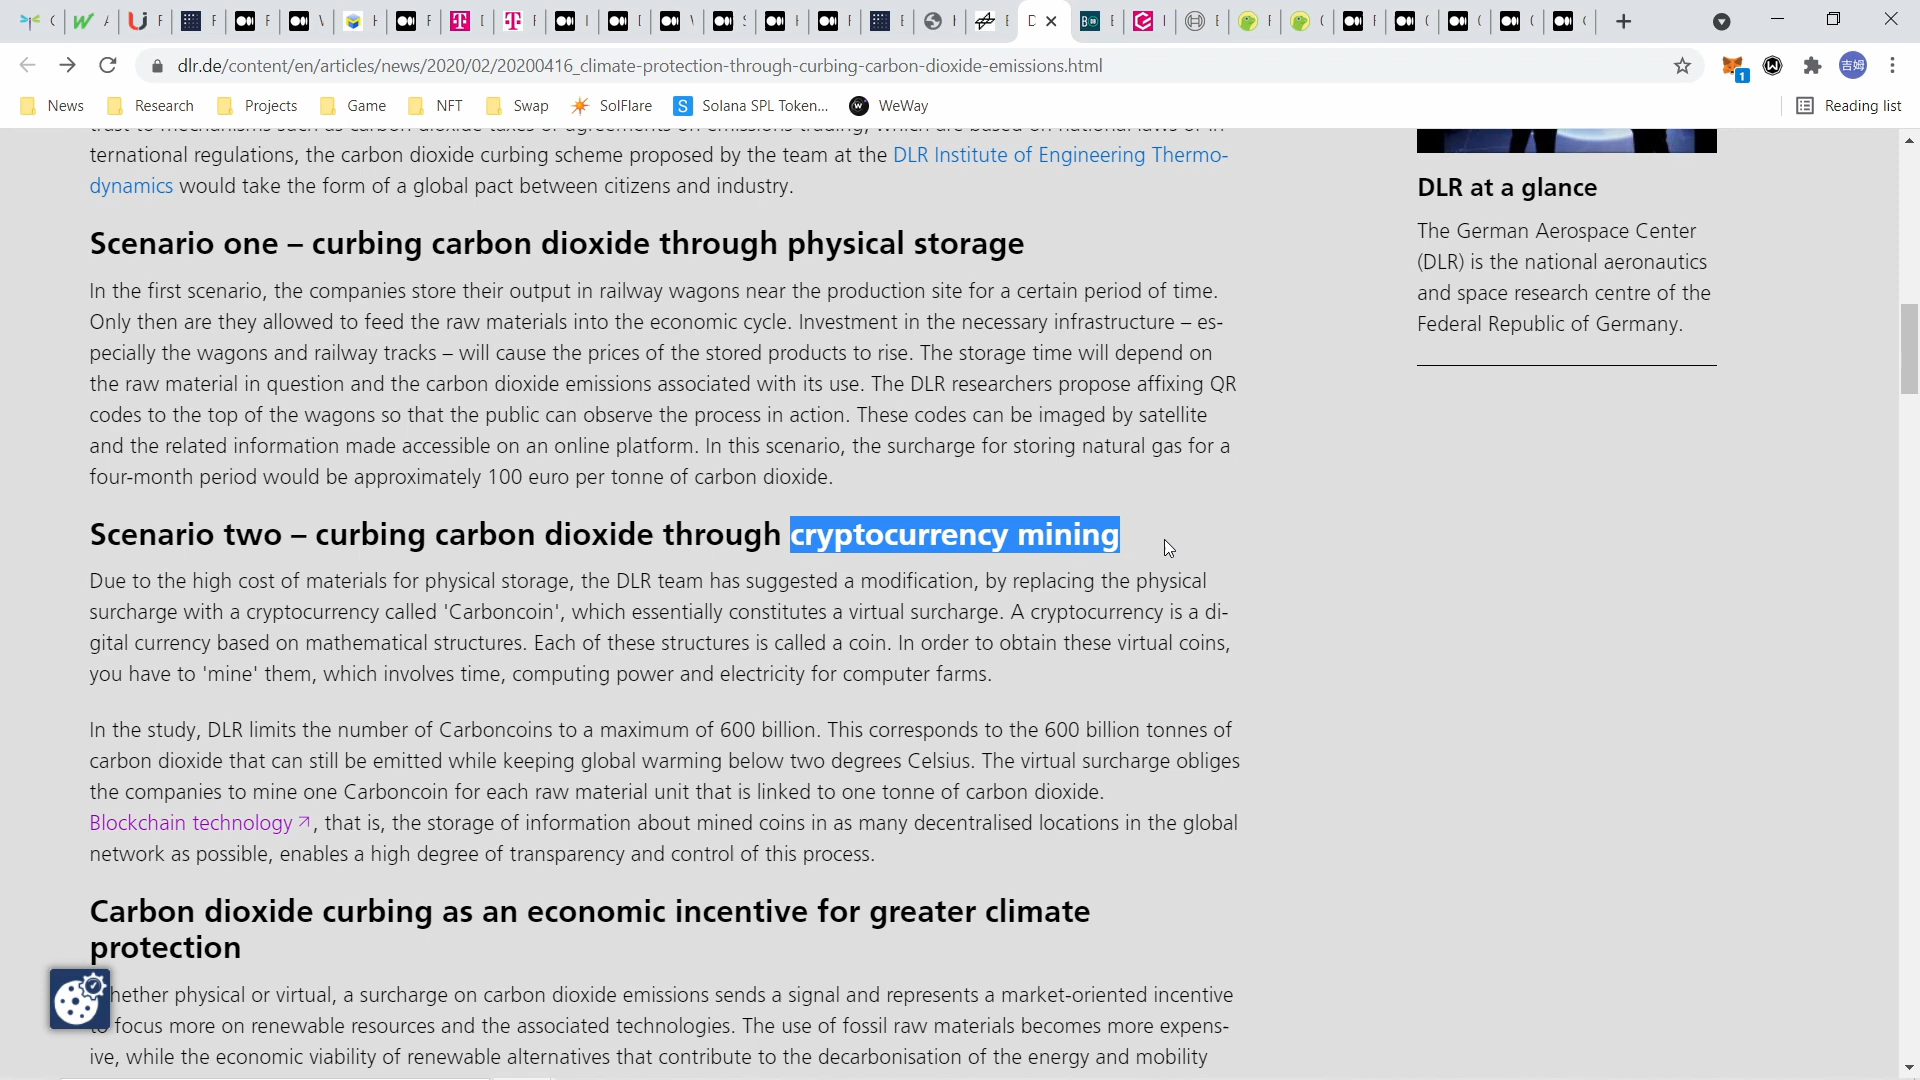 dlr.de/content/en/articles/news/2020/02/20200416_climate-protection-through-curbing-carbon-dioxide-emissions.html
1
吉姆
News
Research
Projects
Game
NFT
Swap
SolFlare
Solana SPL Token...
WeWay
Reading list
trust to mechanisms such as carbon dioxide taxes or agreements on emissions trading, which are based on national laws or in-
ternational regulations, the carbon dioxide curbing scheme proposed by the team at the DLR Institute of Engineering Thermo-
dynamics would take the form of a global pact between citizens and industry.
Scenario one – curbing carbon dioxide through physical storage
In the first scenario, the companies store their output in railway wagons near the production site for a certain period of time.
Only then are they allowed to feed the raw materials into the economic cycle. Investment in the necessary infrastructure – es-
pecially the wagons and railway tracks – will cause the prices of the stored products to rise. The storage time will depend on
the raw material in question and the carbon dioxide emissions associated with its use. The DLR researchers propose affixing QR
codes to the top of the wagons so that the public can observe the process in action. These codes can be imaged by satellite
and the related information made accessible on an online platform. In this scenario, the surcharge for storing natural gas for a
four-month period would be approximately 100 euro per tonne of carbon dioxide.
Scenario two – curbing carbon dioxide through cryptocurrency mining
Due to the high cost of materials for physical storage, the DLR team has suggested a modification, by replacing the physical
surcharge with a cryptocurrency called 'Carboncoin', which essentially constitutes a virtual surcharge. A cryptocurrency is a di-
gital currency based on mathematical structures. Each of these structures is called a coin. In order to obtain these virtual coins,
you have to 'mine' them, which involves time, computing power and electricity for computer farms.
In the study, DLR limits the number of Carboncoins to a maximum of 600 billion. This corresponds to the 600 billion tonnes of
carbon dioxide that can still be emitted while keeping global warming below two degrees Celsius. The virtual surcharge obliges
the companies to mine one Carboncoin for each raw material unit that is linked to one tonne of carbon dioxide.
Blockchain technology, that is, the storage of information about mined coins in as many decentralised locations in the global
network as possible, enables a high degree of transparency and control of this process.
Carbon dioxide curbing as an economic incentive for greater climate
protection
hether physical or virtual, a surcharge on carbon dioxide emissions sends a signal and represents a market-oriented incentive
focus more on renewable resources and the associated technologies. The use of fossil raw materials becomes more expens-
ive, while the economic viability of renewable alternatives that contribute to the decarbonisation of the energy and mobility
DLR at a glance
The German Aerospace Center
(DLR) is the national aeronautics
and space research centre of the
Federal Republic of Germany.